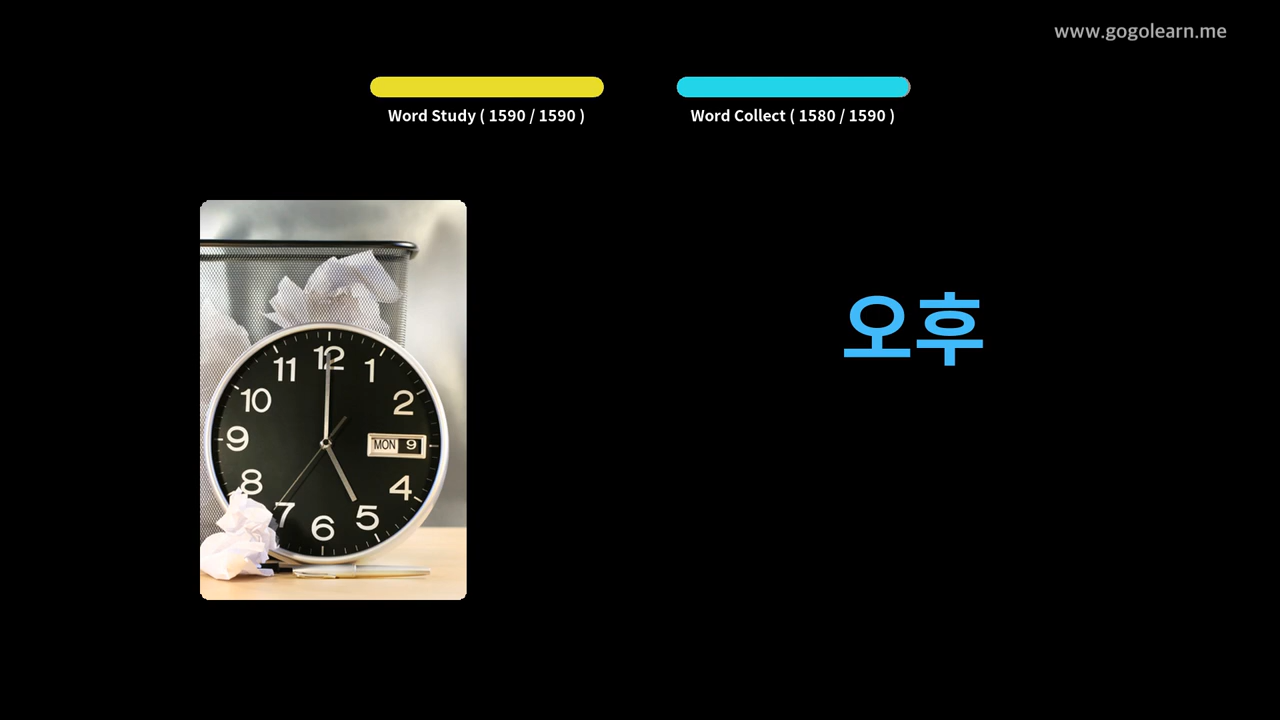 www.gogolearn.me
Word Study ( 1590 / 1590 )
Word Collect ( 1580 / 1590 )
12
11
1
10
2
9
MON 9
8
4
7
5
6
오후